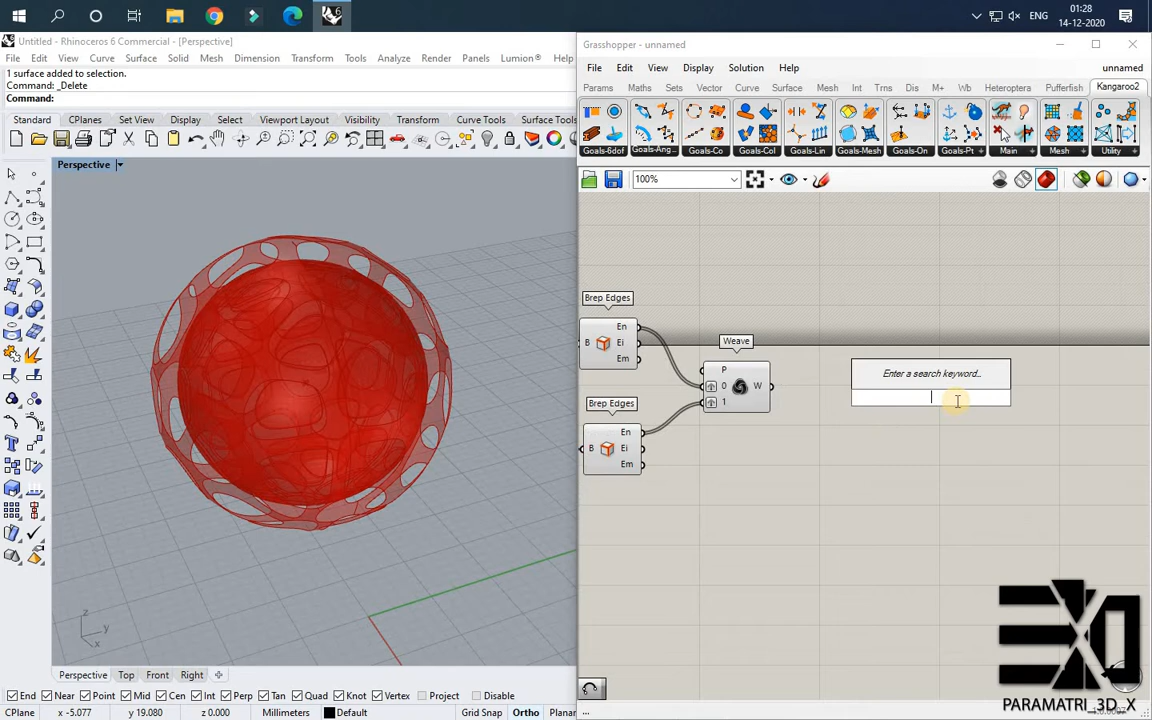 01:28
ENG
14-12-2020
6
Untitled - Rhinoceros 6 Commercial - [Perspective]
File Edit View Curve Surface Solid Mesh Dimension Transform Tools Analyze Render Panels Lumion® Help
1 surface added to selection.
Command: _Delete
Command:
Standard CPlanes Set View Display Select Viewport Layout Visibility Transform Curve Tools Surface Tools
Perspective
z
y
x
Perspective Top Front Right
End Near Point Mid Cen Int Perp Tan Quad Knot Vertex Project Disable
CPlane x -5.077 y 19.080 z 0.000 Millimeters Default Grid Snap Ortho Planar
Grasshopper - unnamed
File Edit View Display Solution Help
unnamed
Params Maths Sets Vector Curve Surface Mesh Int Trns Dis M+ Wb Heteroptera Pufferfish Kangaroo2
Goals-6dof Goals-Ang... Goals-Co Goals-Col Goals-Lin Goals-Mesh Goals-On Goals-Pt Main Mesh Utility
100%
Brep Edges
B
En
Ei
Em
Weave
P
0
1
W
Brep Edges
B
En
Ei
Em
Enter a search keyword..
...
PARAMATRI_3D_X